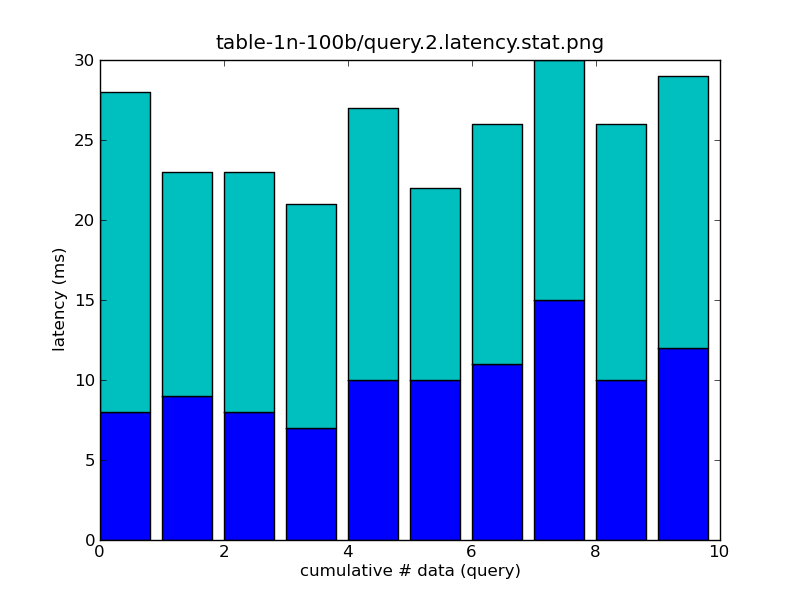 table-1n-100b/query.2.latency.stat.png
30
25
20
15
10
5
0
latency (ms)
0 2 4 6 8 10
cumulative # data (query)